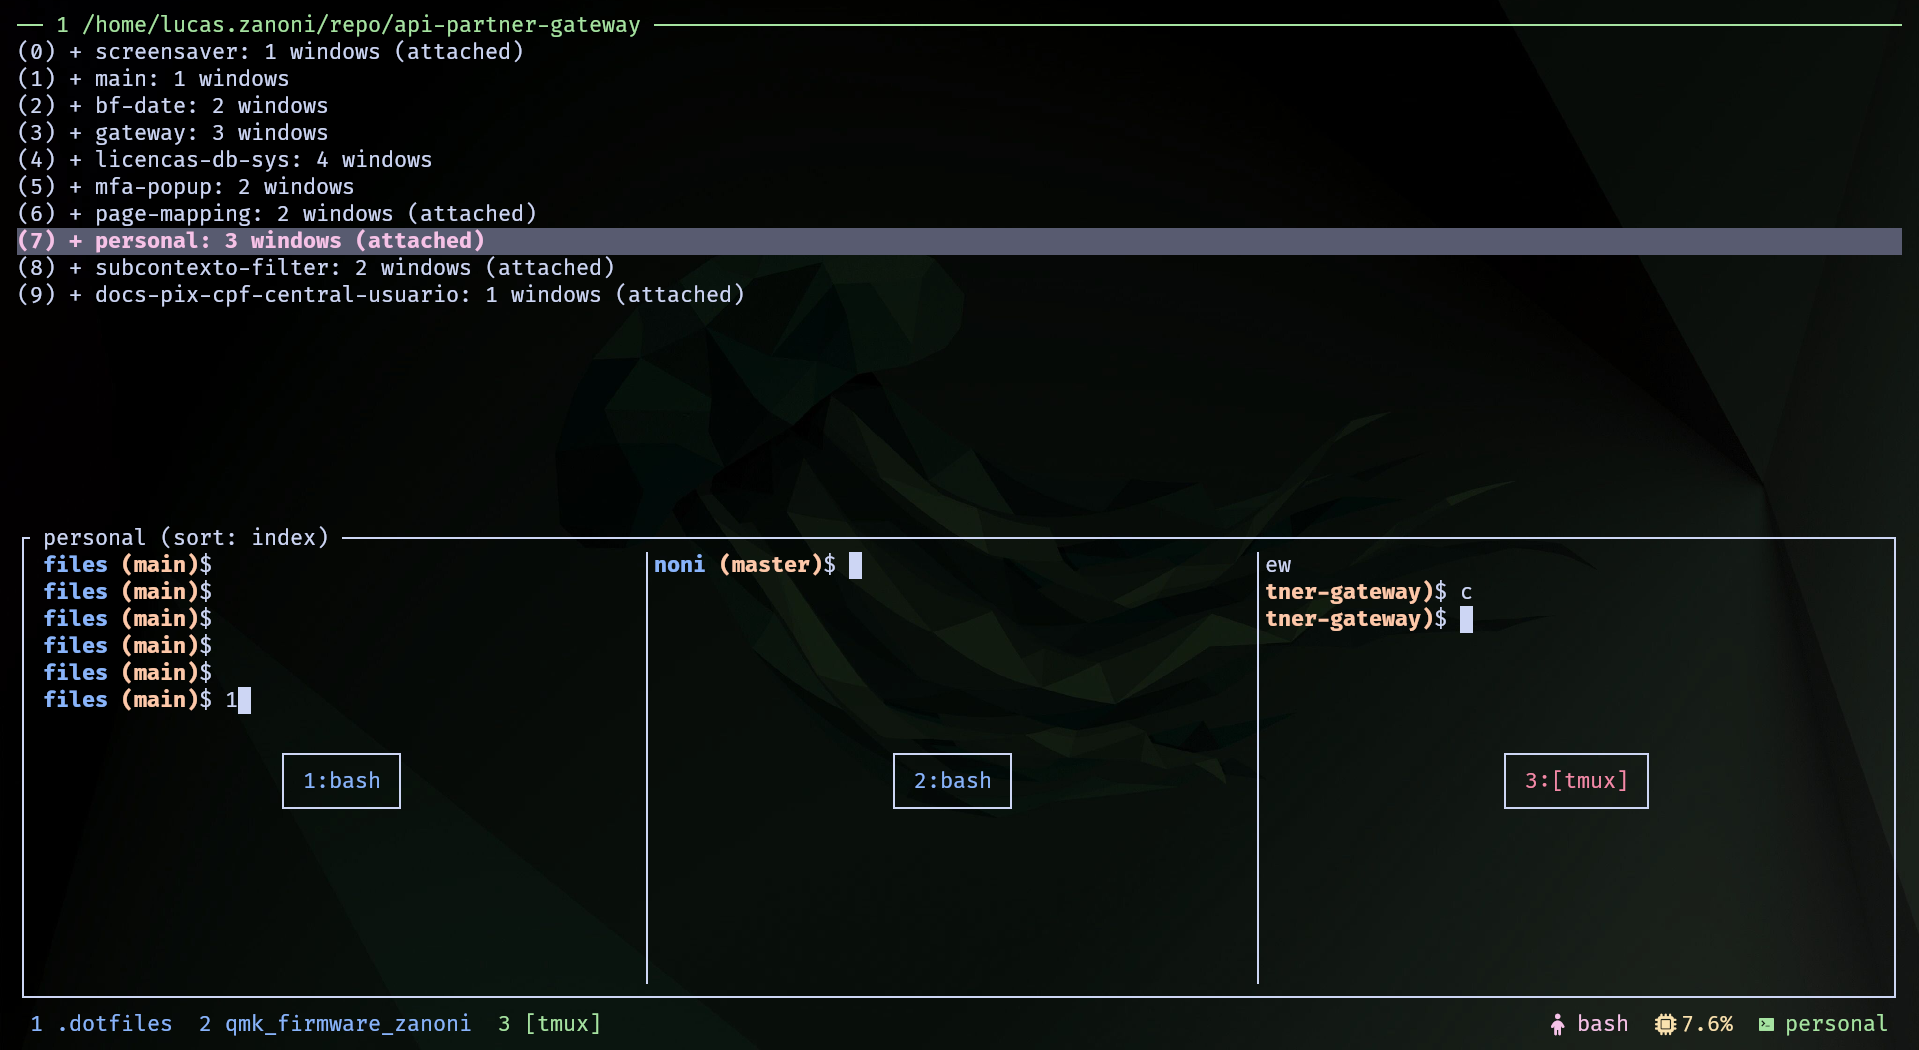 1 /home/lucas.zanoni/repo/api-partner-gateway
(0) + screensaver: 1 windows (attached)
(1) + main: 1 windows
(2) + bf-date: 2 windows
(3) + gateway: 3 windows
(4) + licencas-db-sys: 4 windows
(5) + mfa-popup: 2 windows
(6) + page-mapping: 2 windows (attached)
(7) + personal: 3 windows (attached)
(8) + subcontexto-filter: 2 windows (attached)
(9) + docs-pix-cpf-central-usuario: 1 windows (attached)
personal (sort: index)
files (main)$
files (main)$
files (main)$
files (main)$
files (main)$
files (main)$ 1
1:bash
noni (master)$
2:bash
ew
tner-gateway)$ c
tner-gateway)$
3:[tmux]
1 .dotfiles 2 qmk_firmware_zanoni 3 [tmux] bash 7.6% personal